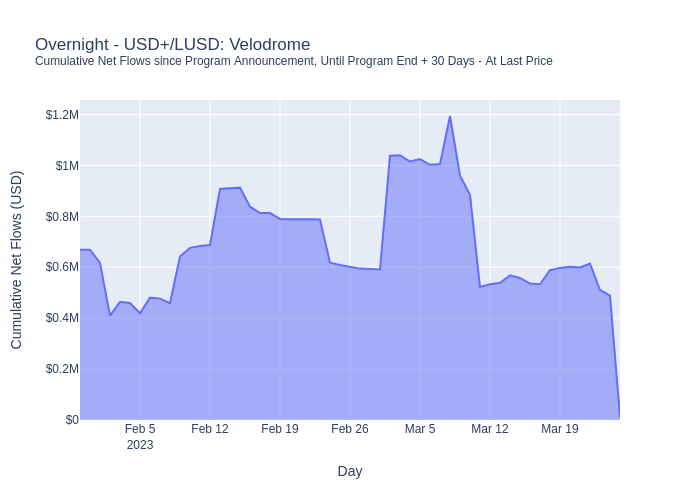 Overnight - USD+/LUSD: Velodrome
Cumulative Net Flows since Program Announcement, Until Program End + 30 Days - At Last Price
Cumulative Net Flows (USD)
$1.2M
$1M
$0.8M
$0.6M
$0.4M
$0.2M
$0
Feb 5 Feb 12 Feb 19 Feb 26 Mar 5 Mar 12 Mar 19
2023
Day